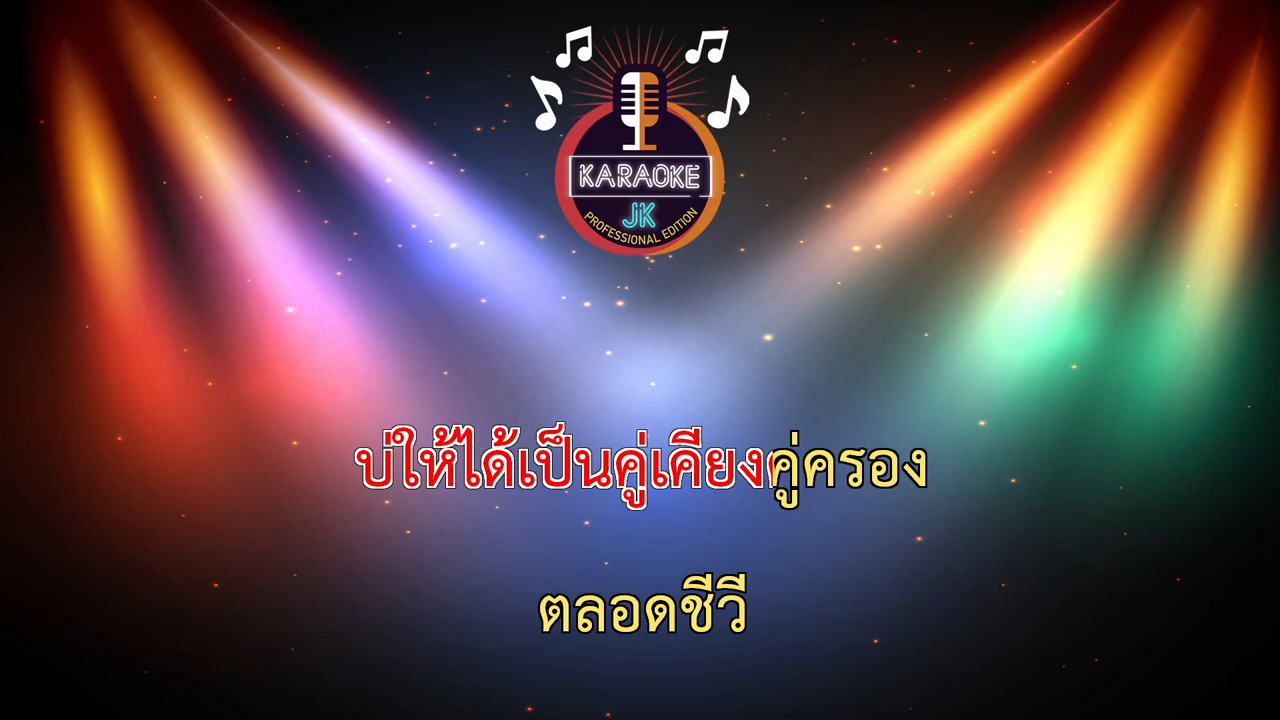 KARAOKE
JK
PROFESSIONAL EDITION
บ่ให้ได้เป็นคู่เคียงคู่ครอง
ตลอดชีวี